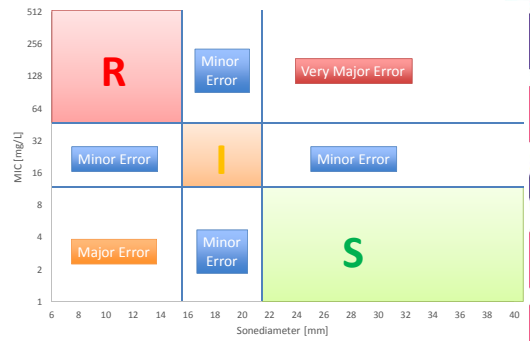 512
256
128
64
32
16
8
4
2
1
MIC [mg/L]
R
Minor
Error
Very Major Error
Minor Error
I
Minor Error
Major Error
Minor
Error
S
6 8 10 12 14 16 18 20 22 24 26 28 30 32 34 36 38 40
Sonediameter [mm]